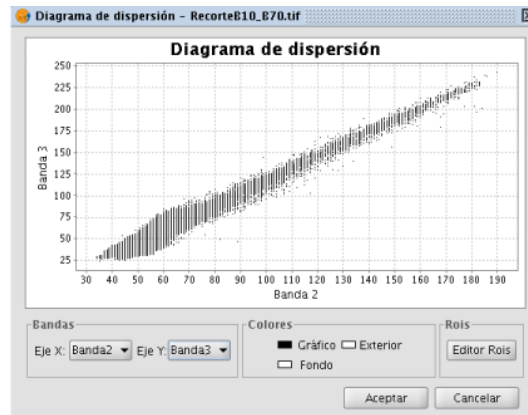 Diagrama de dispersión - RecorteB10_B70.tif
Diagrama de dispersión
250
225
200
175
150
125
100
75
50
25
Banda 3
30 40 50 60 70 80 90 100 110 120 130 140 150 160 170 180 190
Banda 2
Bandas
Eje X: Banda2 Eje Y: Banda3
Colores
Gráfico Exterior
Fondo
Rois
Editor Rois
Aceptar Cancelar